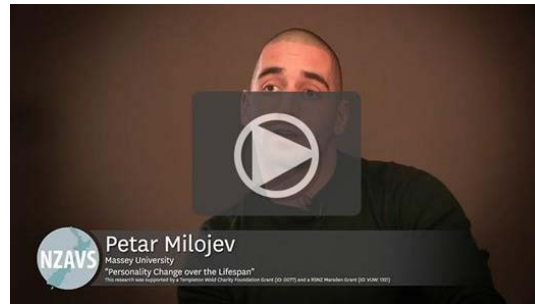 NZAVS
Petar Milojev
Massey University
"Personality Change over the Lifespan"
This research was supported by a Templeton World Charity Foundation Grant (ID: 0077) and a RSNZ Marsden Grant (ID: VUW 1321)